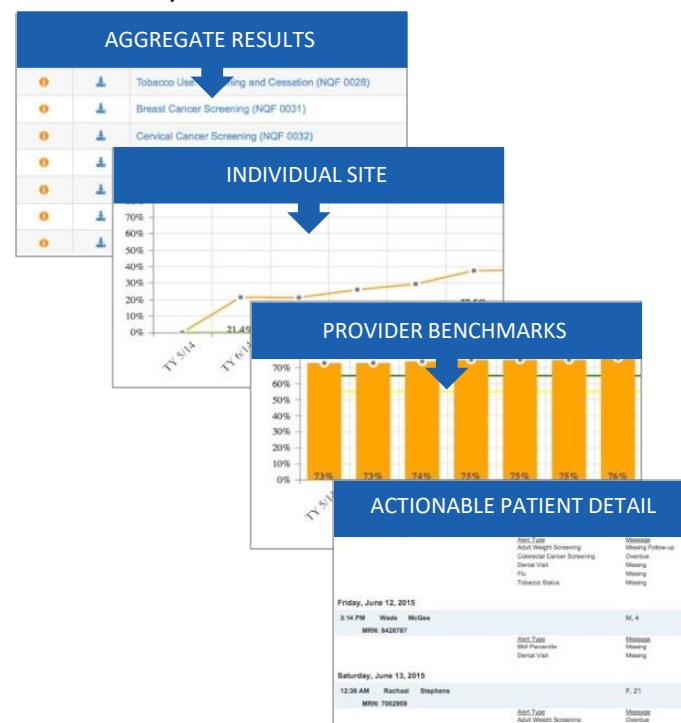 AGGREGATE RESULTS
Tobacco Use ning and Cessation (NQF 0028)
Breast Cancer Screening (NQF 0031)
Cervical Cancer Screening (NQF 0032)
INDIVIDUAL SITE
70%
60%
50%
40%
30%
20%
10%
0%
21.4%
TY 5/14
TY 6/14
PROVIDER BENCHMARKS
70%
60%
50%
40%
30%
20%
10%
0%
73% 73% 74% 75% 75% 75% 76%
TY 5/1
ACTIONABLE PATIENT DETAIL
Alert Type Message
Adult Weight Screening Missing Follow-up
Colorectal Cancer Screening Overdue
Dental Visit Missing
Flu Missing
Tobacco Status Missing
Friday, June 12, 2015
3:14 PM Wade McGee M, 4
MRN: 8428767
Alert Type Message
BMI Percentile Missing
Dental Visit Missing
Saturday, June 13, 2015
12:36 AM Rachael Stephens F, 21
MRN: 7062909
Alert Type Message
Adult Weight Screening Overdue